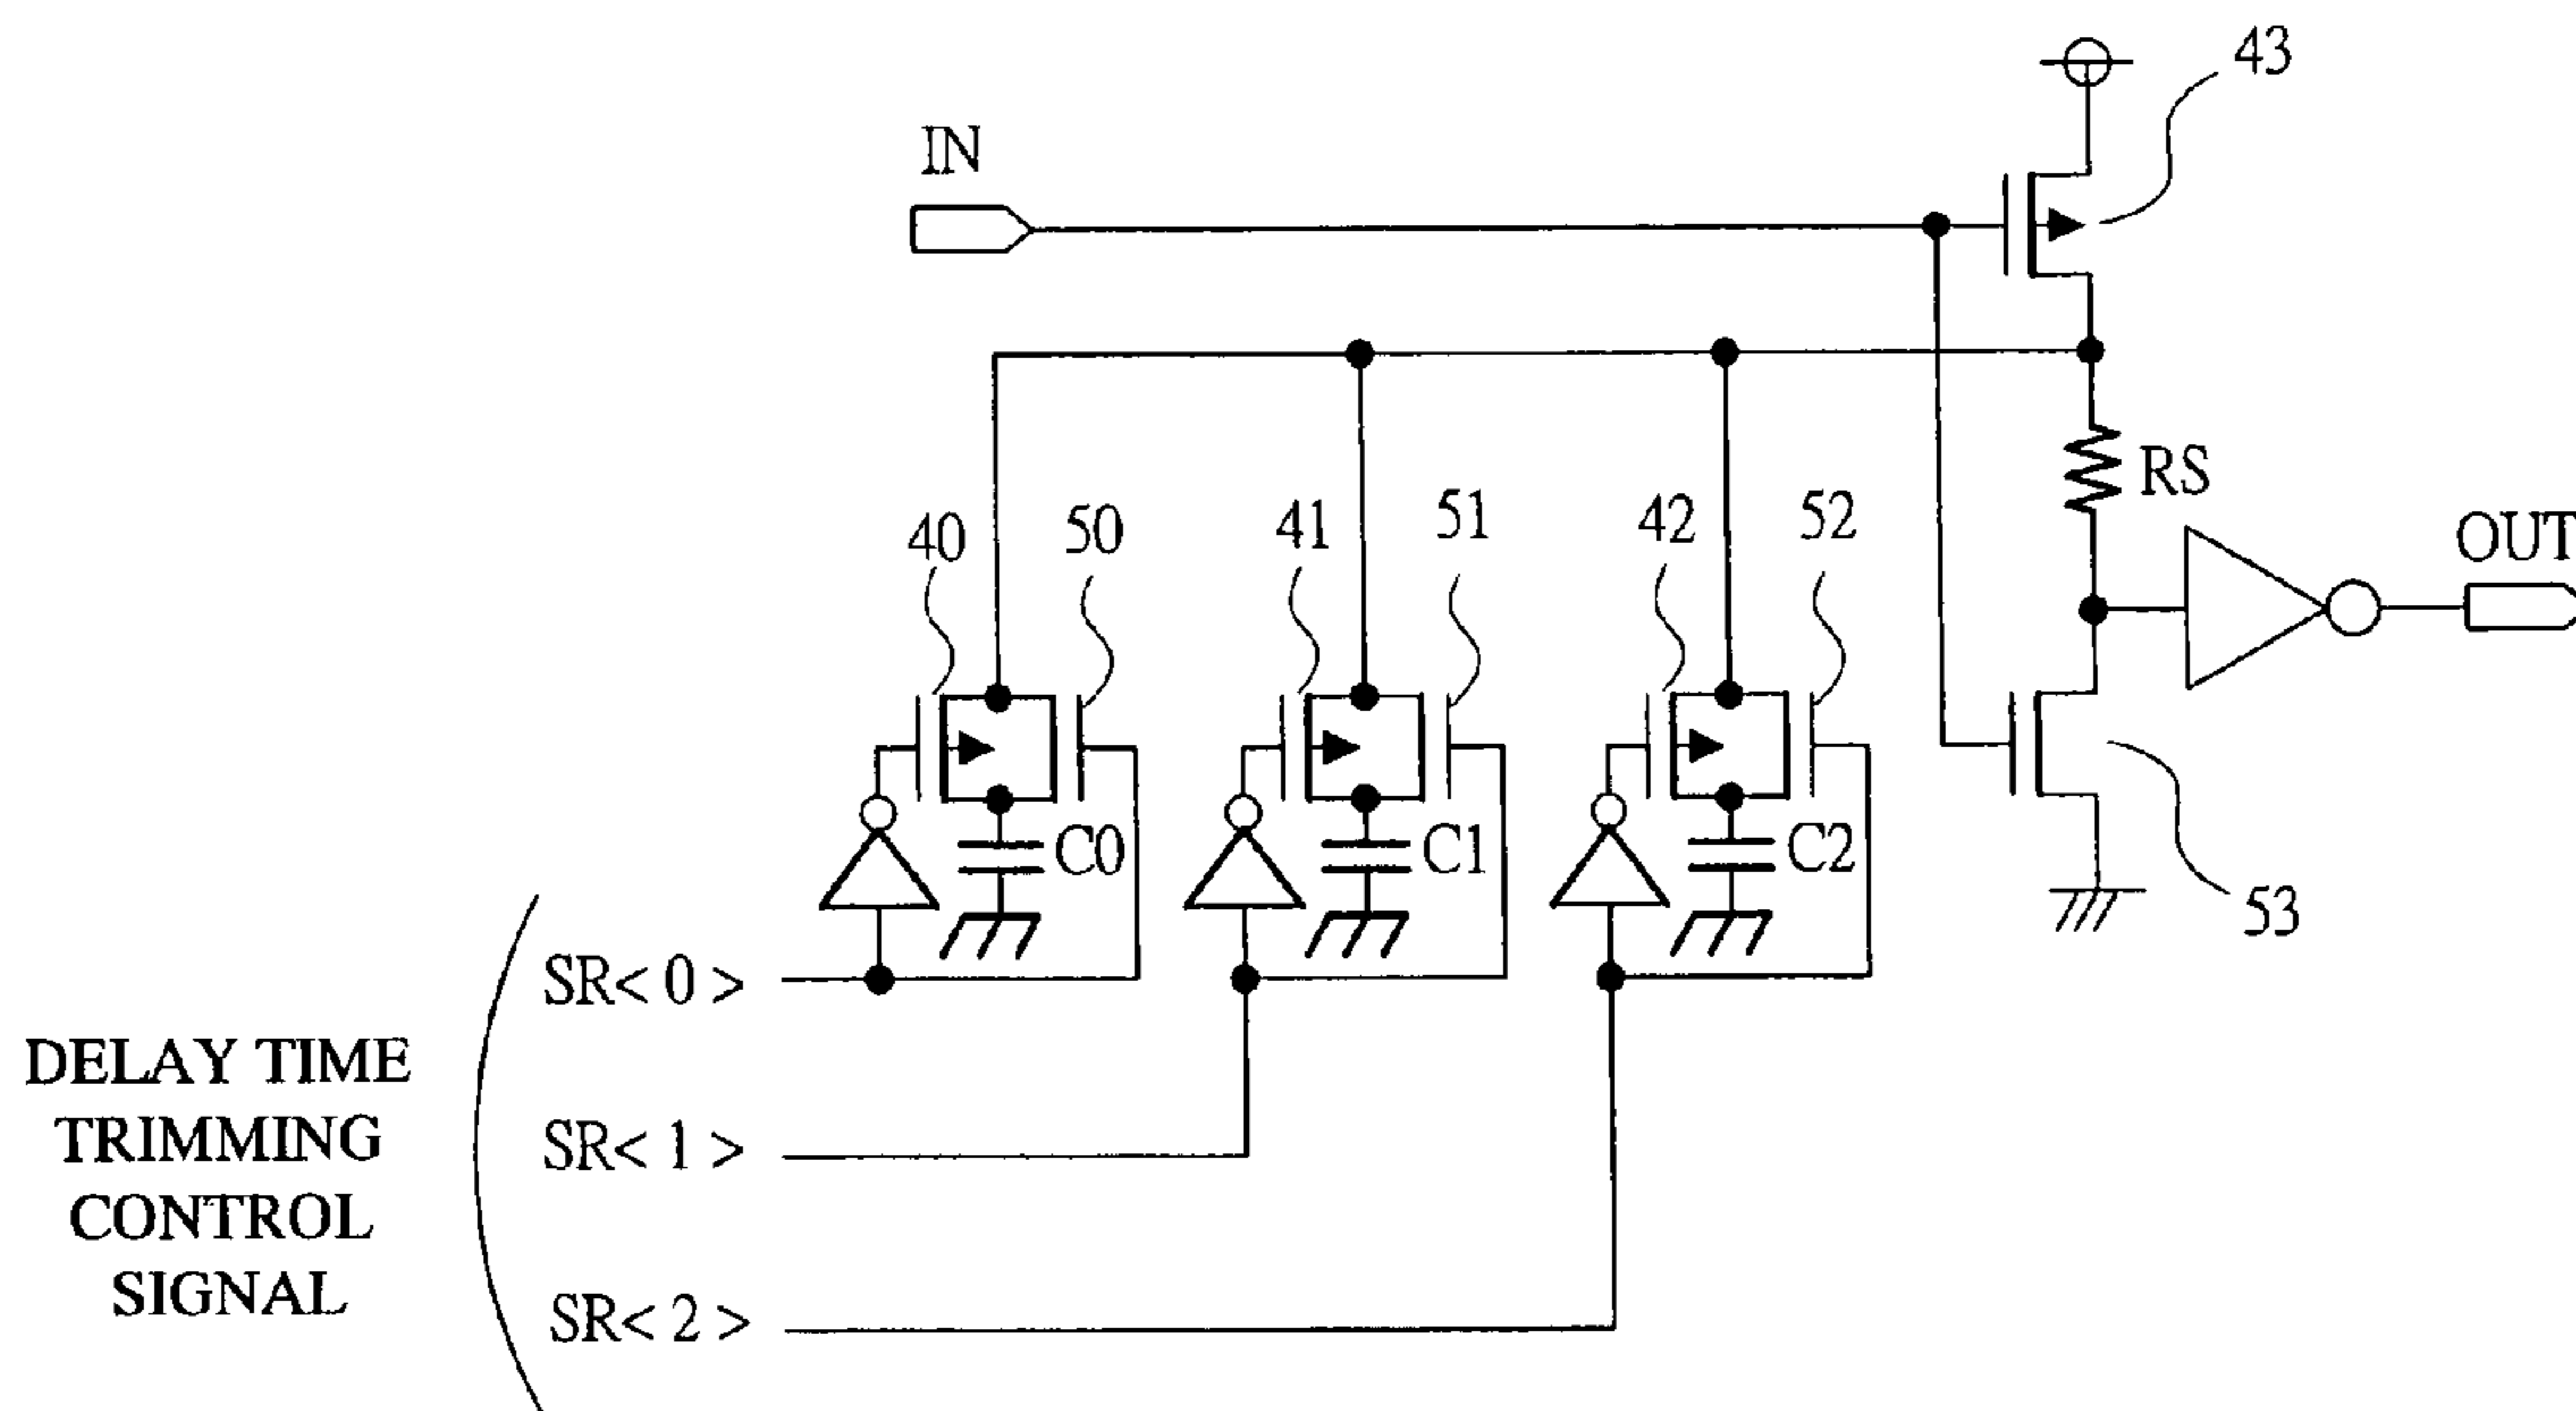 43
IN
RS
OUT
40
50
41
51
42
52
C0
C1
C2
53
SR< 0 >
SR< 1 >
SR< 2 >
DELAY TIME
TRIMMING
CONTROL
SIGNAL